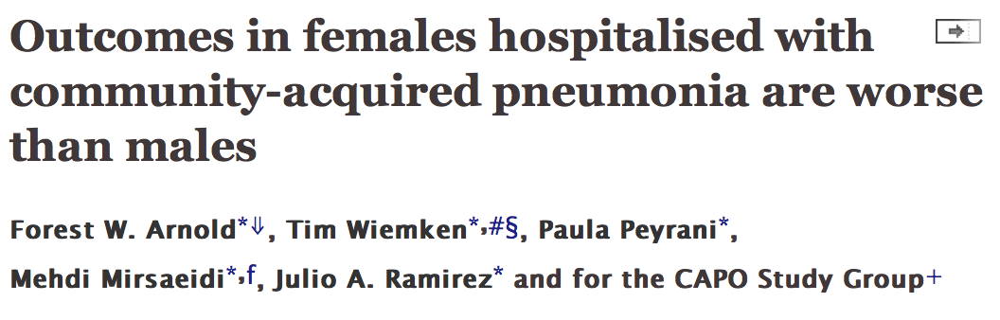 Outcomes in females hospitalised with
community-acquired pneumonia are worse
than males
Forest W. Arnold*⇓, Tim Wiemken*,#§, Paula Peyrani*,
Mehdi Mirsaeidi*,f, Julio A. Ramirez* and for the CAPO Study Group+